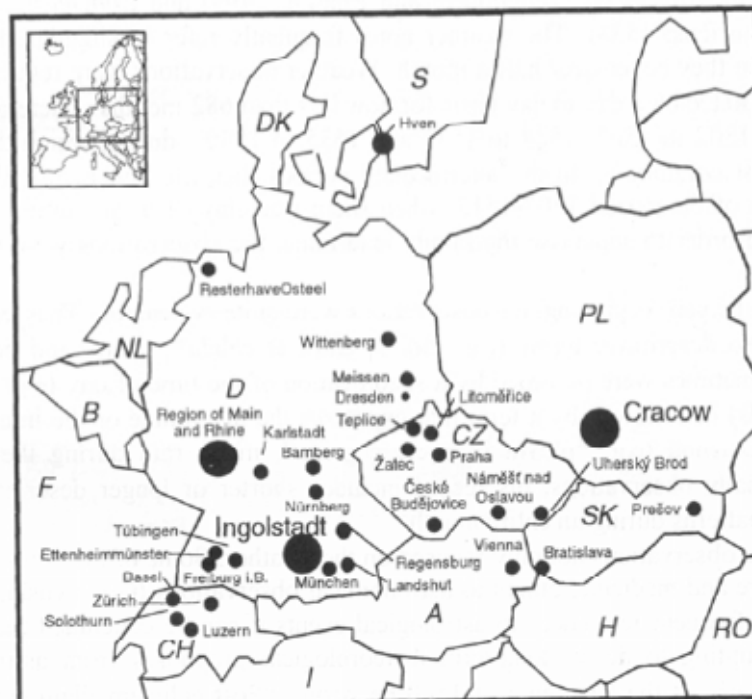 S
Hven
DK
ResterhaveOsteel
PL
NL
Wittenberg
Meissen
Dresden
Litoměřice
B
D
Teplice
CZ
Cracow
Region of Main
and Rhine
Karlstadt
Bamberg
Žatec
Praha
F
Nürnberg
České
Budějovice
Náměšť nad
Oslavou
Uherský Brod
SK
Prešov
Tübingen
Ingolstadt
Ettenheimmünster
Regensburg
Vienna
Bratislava
Freiburg i.B.
München
Landshut
Zürich
Solothurn
Luzern
CH
A
H
RO
I